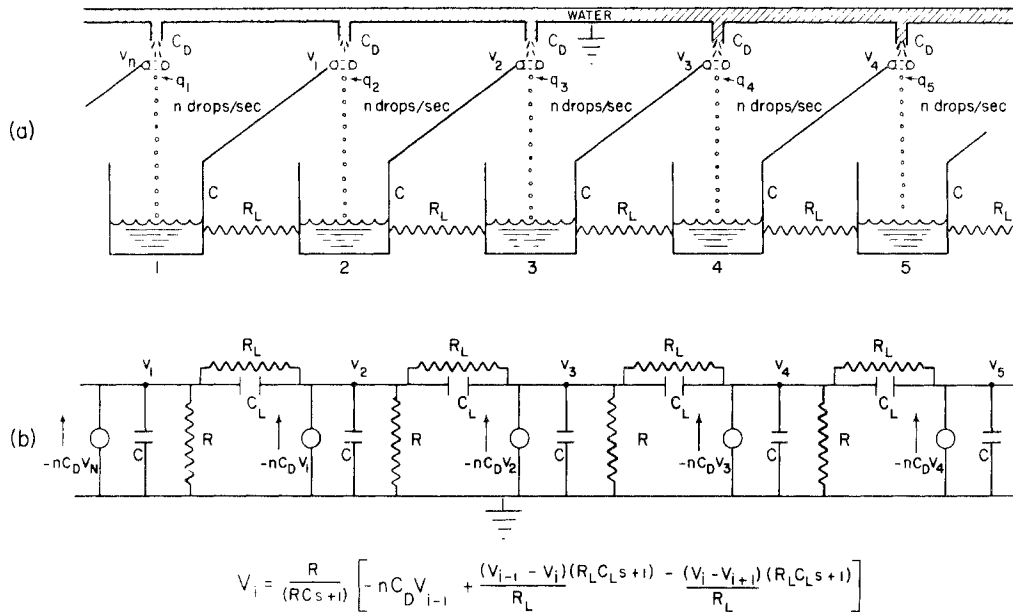 WATER
C_D C_D C_D C_D C_D
V_n V_1 V_2 V_3 V_4
q_1 q_2 q_3 q_4 q_5
n drops/sec n drops/sec n drops/sec n drops/sec n drops/sec
(a)
C C C C C
R_L R_L R_L R_L R_L
1 2 3 4 5
R_L R_L R_L R_L
V_1 V_2 V_3 V_4 V_5
C_L C_L C_L C_L
(b)
R R R R
-nC_DV_N C -nC_DV_1 C -nC_DV_2 C -nC_DV_3 C -nC_DV_4 C
V_i = R/(RCs+1) [-nC_DV_{i-1} + (V_{i-1} - V_i)/R_L (R_LC_Ls+1) - (V_i - V_{i+1})/R_L (R_LC_Ls+1)]